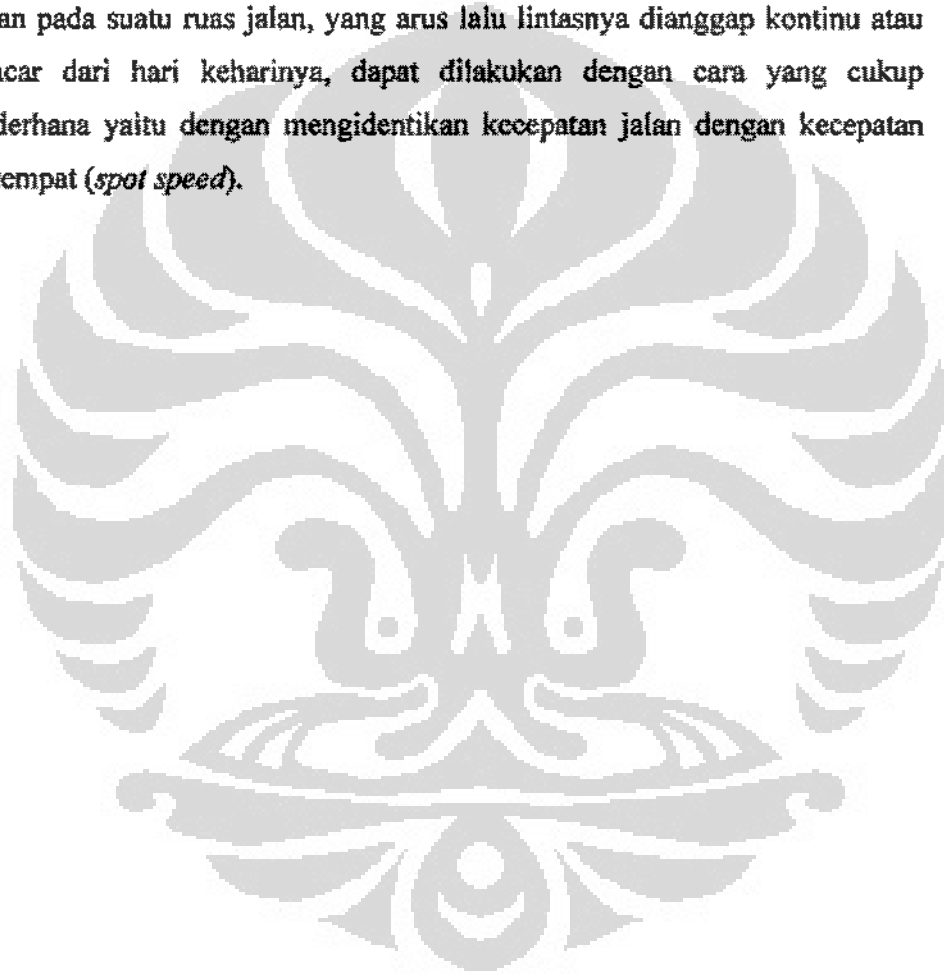 an pada suatu ruas jalan, yang arus lalu lintasnya dianggap kontinu atau
car dari hari keharinya, dapat dilakukan dengan cara yang cukup
derhana yaitu dengan mengidentikan kecepatan jalan dengan kecepatan
empat (spot speed).